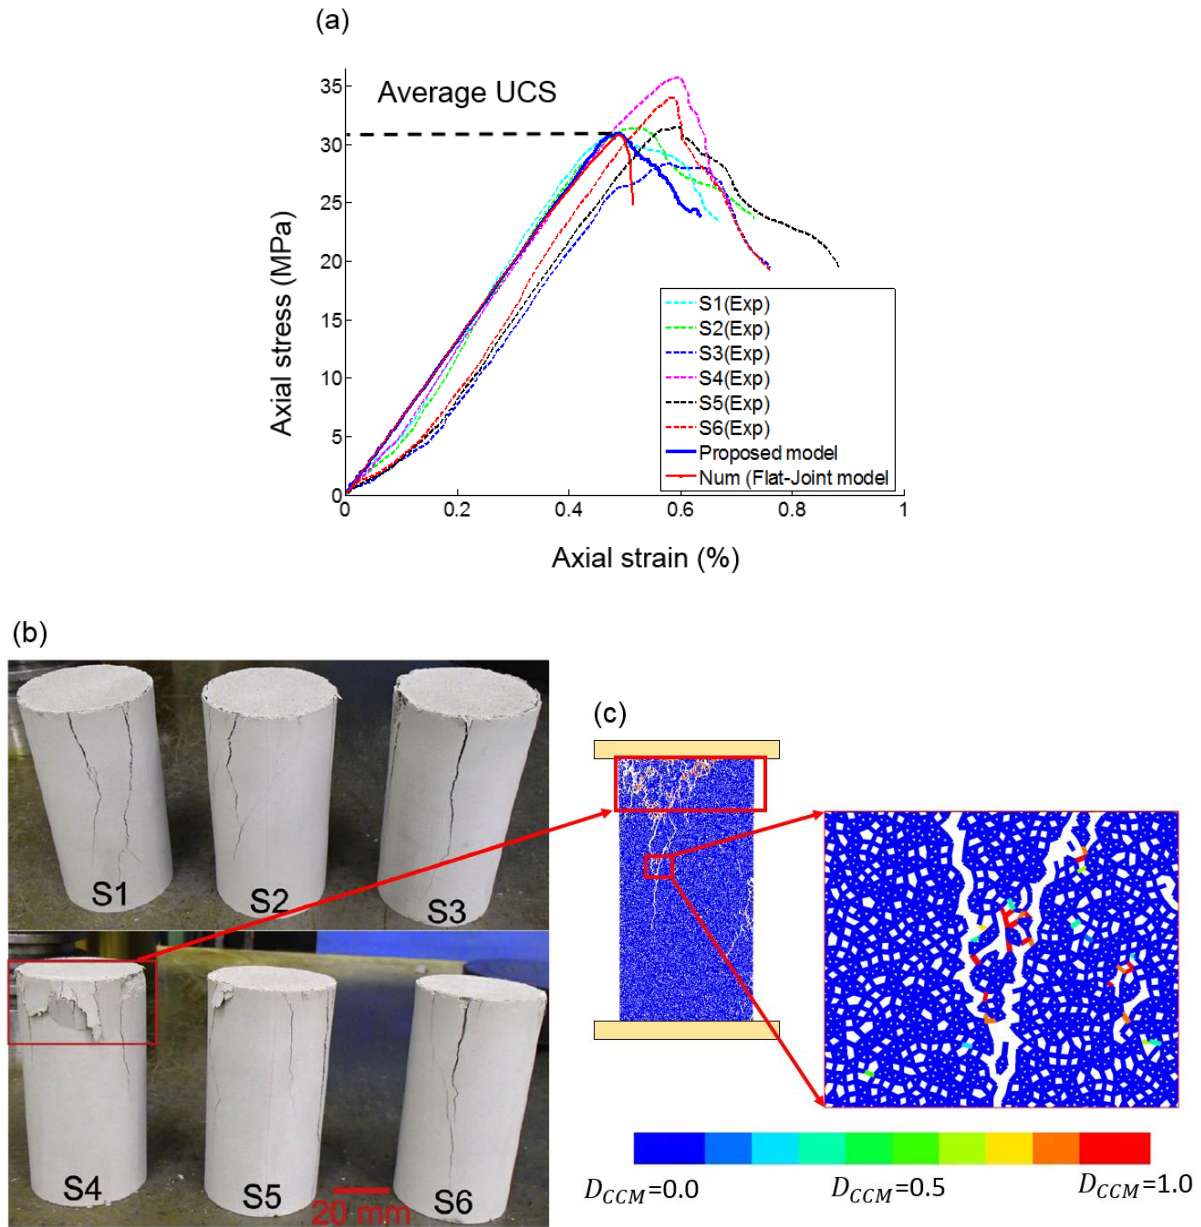 (a)
Average UCS
Axial stress (MPa)
35
30
25
20
15
10
5
0
0
0.2
0.4
0.6
0.8
1
Axial strain (%)
S1(Exp)
S2(Exp)
S3(Exp)
S4(Exp)
S5(Exp)
S6(Exp)
Proposed model
Num (Flat-Joint model
(b)
S1
S2
S3
S4
S5
S6
20 mm
(c)
D_CCM=0.0
D_CCM=0.5
D_CCM=1.0